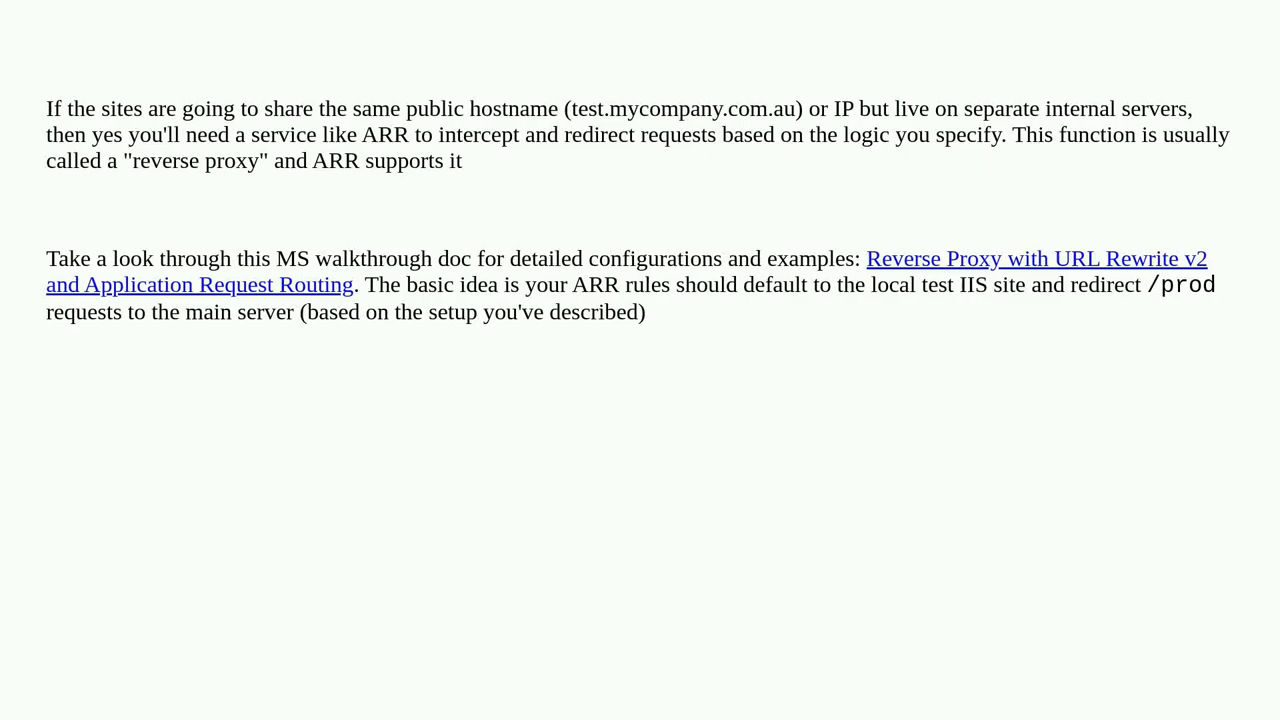 If the sites are going to share the same public hostname (test.mycompany.com.au) or IP but live on separate internal servers,
then yes you'll need a service like ARR to intercept and redirect requests based on the logic you specify. This function is usually
called a "reverse proxy" and ARR supports it
Take a look through this MS walkthrough doc for detailed configurations and examples: Reverse Proxy with URL Rewrite v2
and Application Request Routing. The basic idea is your ARR rules should default to the local test IIS site and redirect /prod
requests to the main server (based on the setup you've described)